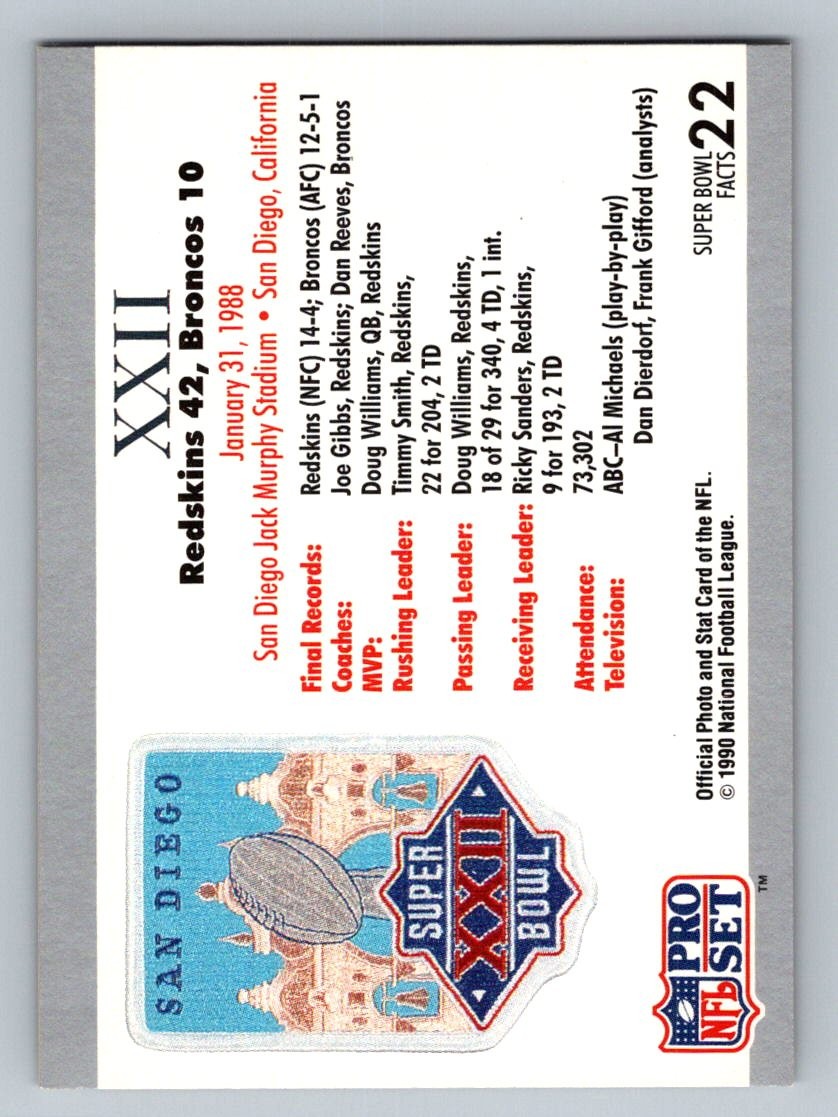 SAN DIEGO
SUPER
XXII
BOWL
XXII
Redskins 42, Broncos 10
January 31, 1988
San Diego Jack Murphy Stadium • San Diego, California
Final Records: Redskins (NFC) 14-4; Broncos (AFC) 12-5-1
Coaches: Joe Gibbs, Redskins; Dan Reeves, Broncos
MVP: Doug Williams, QB, Redskins
Rushing Leader: Timmy Smith, Redskins,
22 for 204, 2 TD
Passing Leader: Doug Williams, Redskins,
18 of 29 for 340, 4 TD, 1 int.
Receiving Leader: Ricky Sanders, Redskins,
9 for 193, 2 TD
Attendance: 73,302
Television: ABC–Al Michaels (play-by-play)
Dan Dierdorf, Frank Gifford (analysts)
NFL PRO SET TM
Official Photo and Stat Card of the NFL.
© 1990 National Football League.
SUPER BOWL
FACTS 22